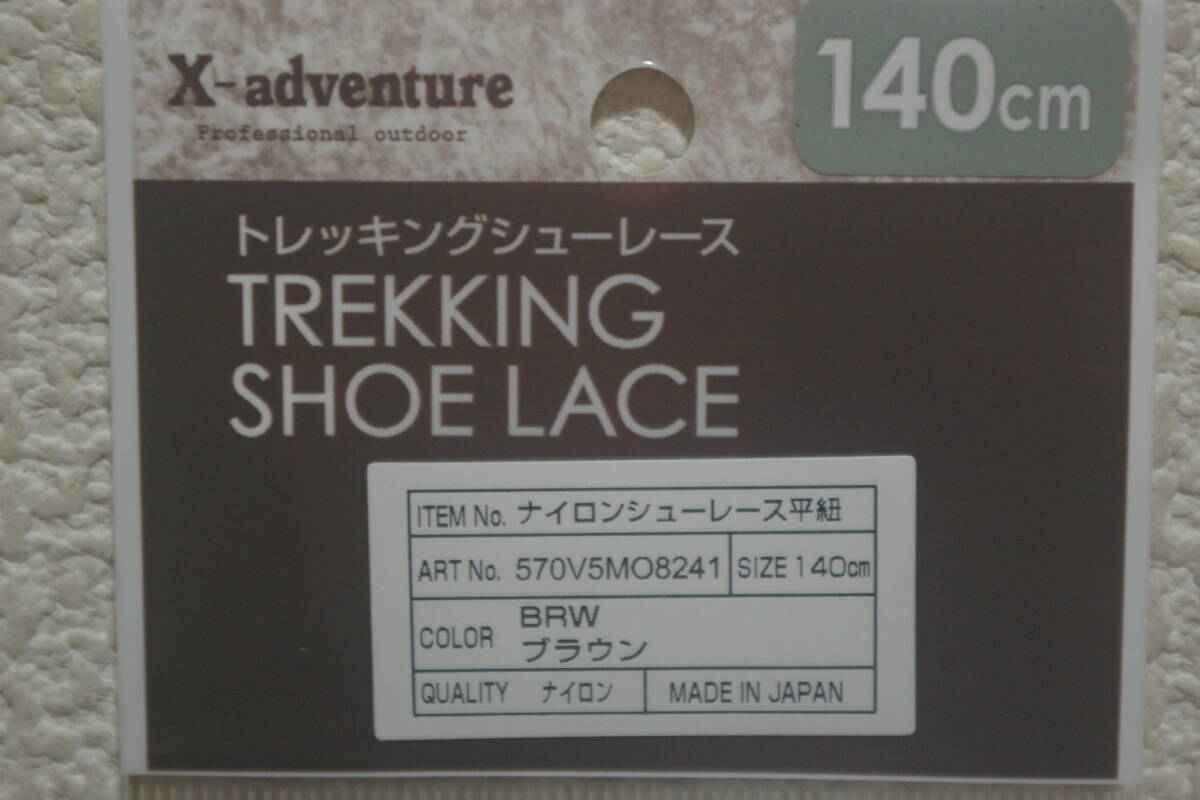 X-adventure
Professional outdoor
140cm
トレッキングシューレース
TREKKING
SHOE LACE
ITEM No. ナイロンシューレース平紐
ART No. 570V5MO8241 SIZE 140cm
COLOR BRW
ブラウン
QUALITY ナイロン MADE IN JAPAN